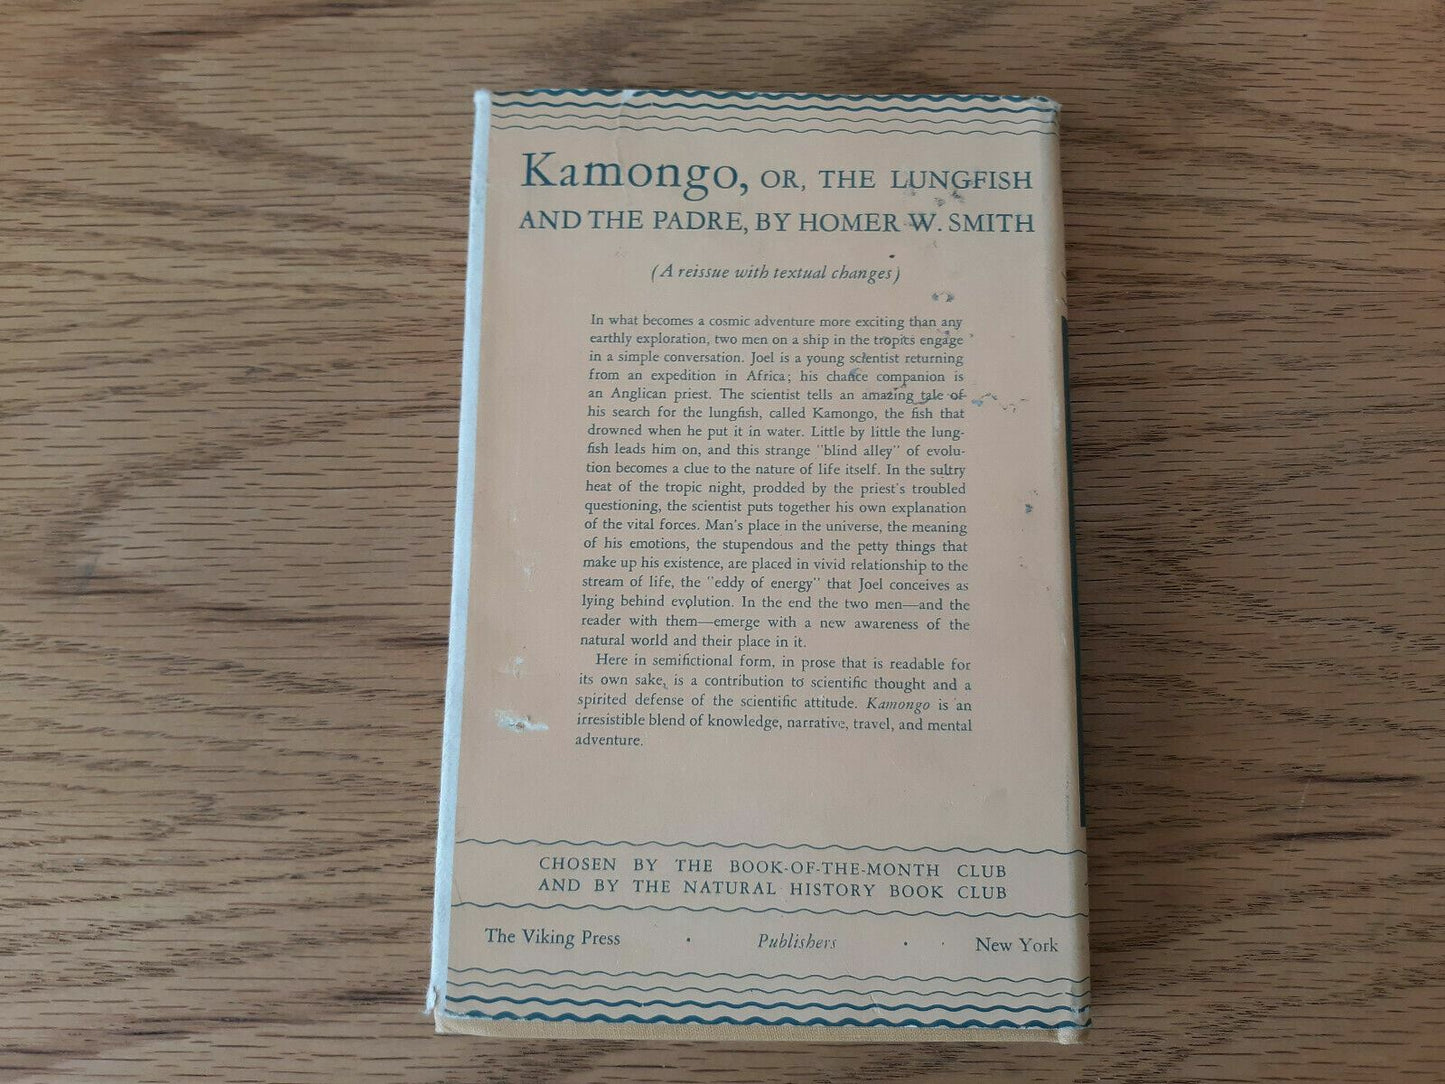 Kamongo, OR, THE LUNGFISH
AND THE PADRE, BY HOMER W. SMITH
(A reissue with textual changes)
In what becomes a cosmic adventure more exciting than any
earthly exploration, two men on a ship in the tropics engage
in a simple conversation. Joel is a young scientist returning
from an expedition in Africa; his chance companion is
an Anglican priest. The scientist tells an amazing tale of
his search for the lungfish, called Kamongo, the fish that
drowned when he put it in water. Little by little the lung-
fish leads him on, and this strange "blind alley" of evolu-
tion becomes a clue to the nature of life itself. In the sultry
heat of the tropic night, prodded by the priest's troubled
questioning, the scientist puts together his own explanation
of the vital forces. Man's place in the universe, the meaning
of his emotions, the stupendous and the petty things that
make up his existence, are placed in vivid relationship to the
stream of life, the "eddy of energy" that Joel conceives as
lying behind evolution. In the end the two men—and the
reader with them—emerge with a new awareness of the
natural world and their place in it.
Here in semifictional form, in prose that is readable for
its own sake, is a contribution to scientific thought and a
spirited defense of the scientific attitude. Kamongo is an
irresistible blend of knowledge, narrative, travel, and mental
adventure.
CHOSEN BY THE BOOK-OF-THE-MONTH CLUB
AND BY THE NATURAL HISTORY BOOK CLUB
The Viking Press · Publishers · New York